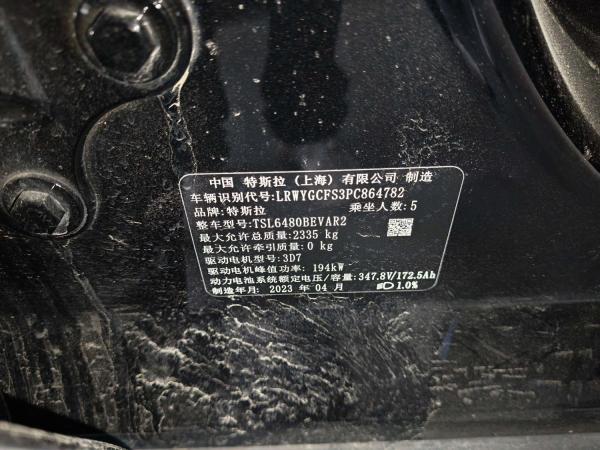 中国 特斯拉（上海）有限公司 制造
车辆识别代号:LRWYGCFS3PC864782
品牌:特斯拉 乘坐人数:5
整车型号:TSL6480BEVAR2
最大允许总质量:2335 kg
最大允许牵引质量:0 kg
驱动电机型号:3D7
驱动电机峰值功率: 194kW
动力电池系统额定电压/容量:347.8V/172.5Ah
制造年月:2023 年 04 月 1.0%